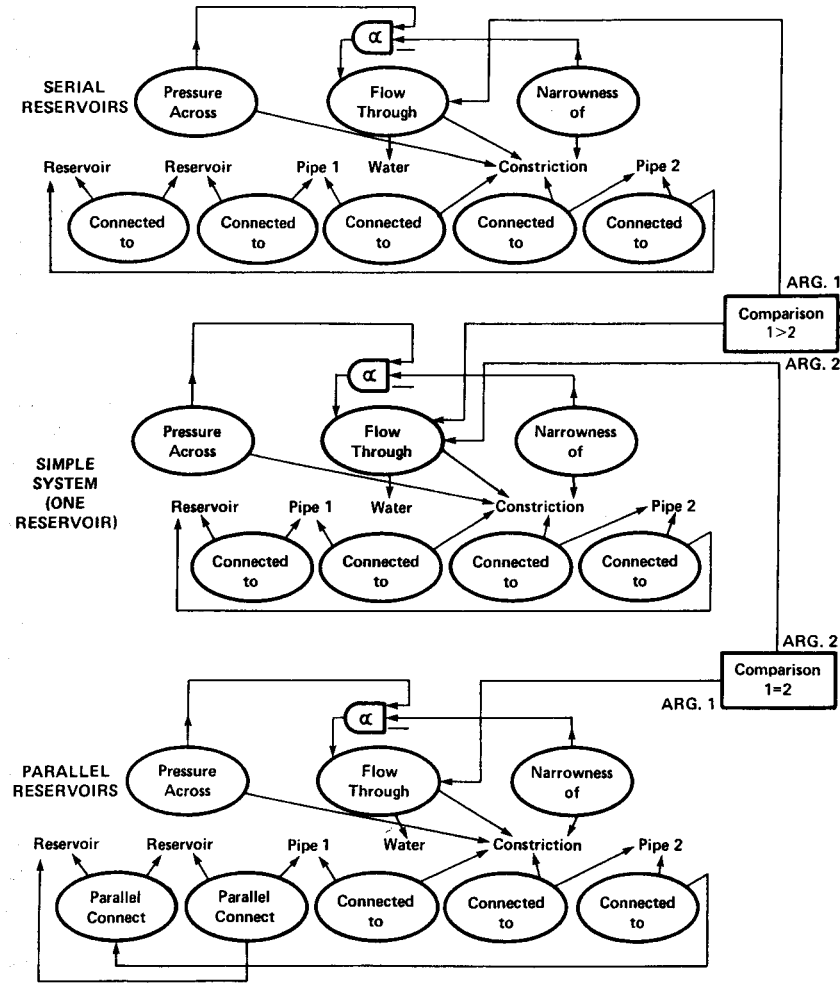 ∝
SERIAL
RESERVOIRS
Pressure
Across
Flow
Through
Narrowness
of
Reservoir
Reservoir
Pipe 1
Water
Constriction
Pipe 2
Connected
to
Connected
to
Connected
to
Connected
to
Connected
to
ARG. 1
Comparison
1>2
ARG. 2
∝
Pressure
Across
Flow
Through
Narrowness
of
SIMPLE
SYSTEM
(ONE
RESERVOIR)
Reservoir
Pipe 1
Water
Constriction
Pipe 2
Connected
to
Connected
to
Connected
to
Connected
to
ARG. 2
Comparison
1=2
ARG. 1
∝
PARALLEL
RESERVOIRS
Pressure
Across
Flow
Through
Narrowness
of
Reservoir
Reservoir
Pipe 1
Water
Constriction
Pipe 2
Parallel
Connect
Parallel
Connect
Connected
to
Connected
to
Connected
to